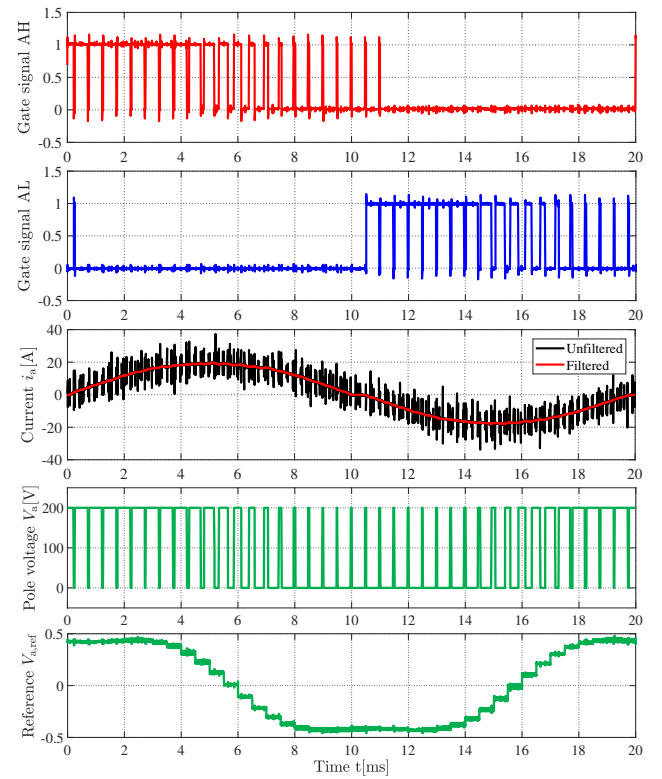 1.5
1
0.5
0
-0.5
Gate signal AH
0 2 4 6 8 10 12 14 16 18 20
1.5
1
0.5
0
-0.5
Gate signal AL
0 2 4 6 8 10 12 14 16 18 20
40
20
0
-20
-40
Current ia[A]
Unfiltered
Filtered
0 2 4 6 8 10 12 14 16 18 20
200
100
0
Pole voltage Va[V]
0 2 4 6 8 10 12 14 16 18 20
0.5
0
-0.5
Reference Va,ref
0 2 4 6 8 10 12 14 16 18 20
Time t[ms]